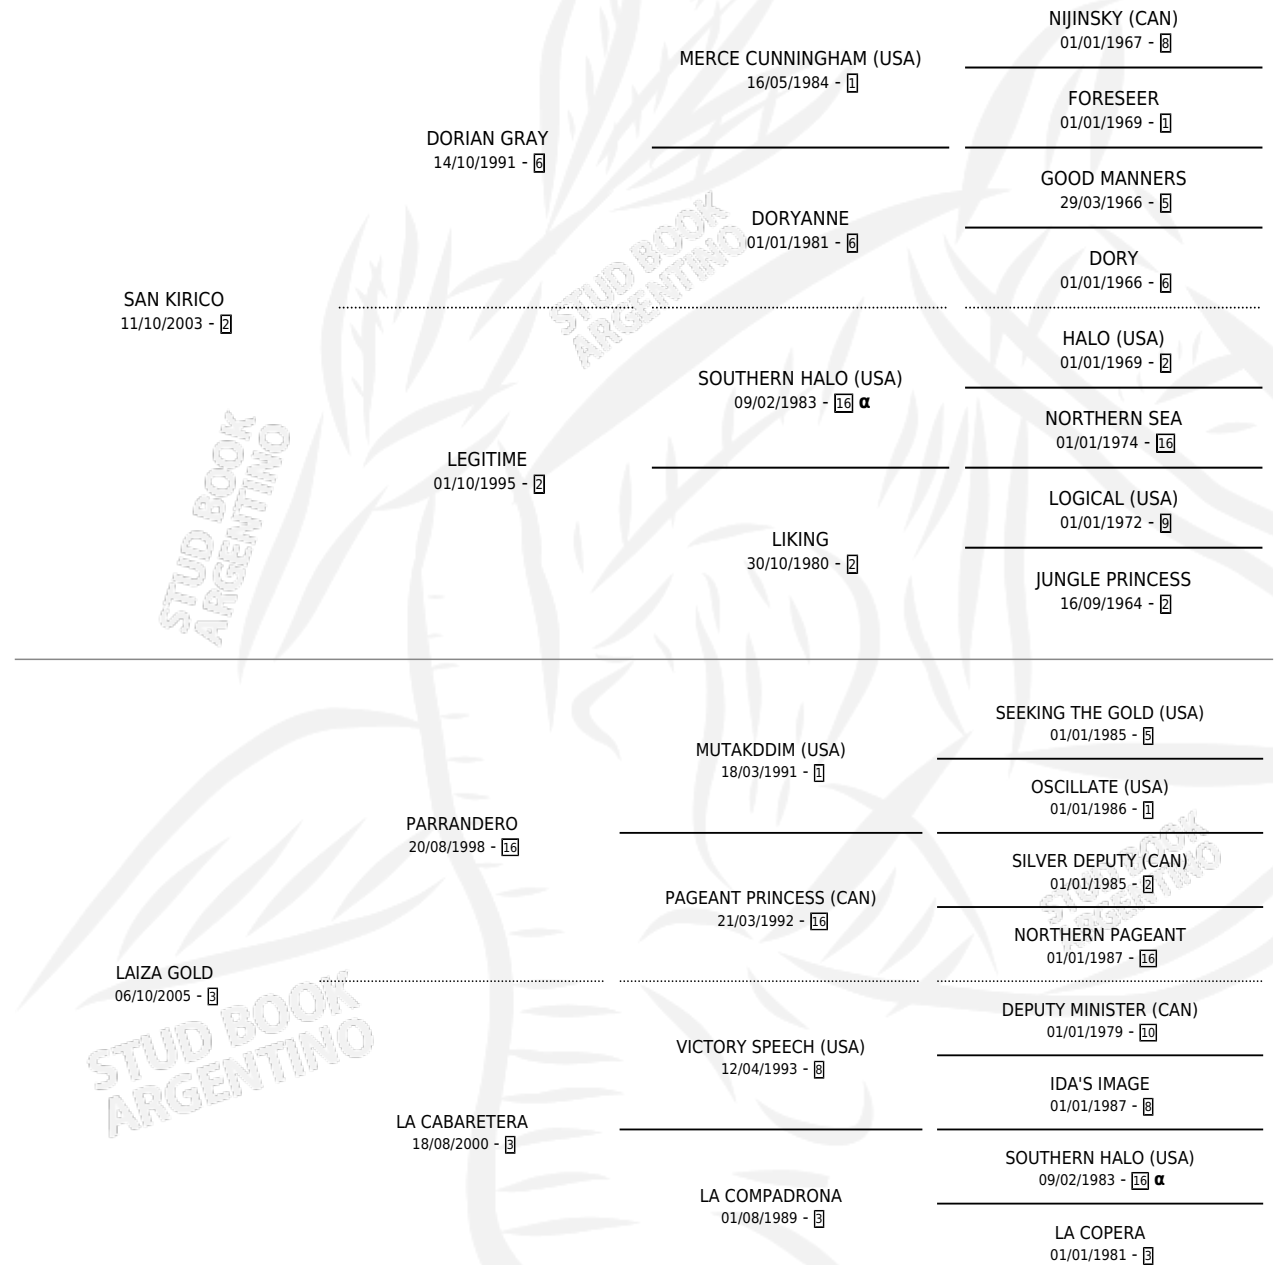 NIJINSKY (CAN)
01/01/1967 - 8
MERCE CUNNINGHAM (USA)
16/05/1984 - 1
FORESEER
01/01/1969 - 1
DORIAN GRAY
14/10/1991 - 6
GOOD MANNERS
29/03/1966 - 5
DORYANNE
01/01/1981 - 6
DORY
01/01/1966 - 6
SAN KIRICO
11/10/2003 - 2
HALO (USA)
01/01/1969 - 2
SOUTHERN HALO (USA)
09/02/1983 - 16 α
NORTHERN SEA
01/01/1974 - 16
LEGITIME
01/10/1995 - 2
LOGICAL (USA)
01/01/1972 - 9
LIKING
30/10/1980 - 2
JUNGLE PRINCESS
16/09/1964 - 2
SEEKING THE GOLD (USA)
01/01/1985 - 5
MUTAKDDIM (USA)
18/03/1991 - 1
OSCILLATE (USA)
01/01/1986 - 1
PARRANDERO
20/08/1998 - 16
SILVER DEPUTY (CAN)
01/01/1985 - 2
PAGEANT PRINCESS (CAN)
21/03/1992 - 16
NORTHERN PAGEANT
01/01/1987 - 16
LAIZA GOLD
06/10/2005 - 3
DEPUTY MINISTER (CAN)
01/01/1979 - 10
VICTORY SPEECH (USA)
12/04/1993 - 8
IDA'S IMAGE
01/01/1987 - 8
LA CABARETERA
18/08/2000 - 3
SOUTHERN HALO (USA)
09/02/1983 - 16 α
LA COMPADRONA
01/08/1989 - 3
LA COPERA
01/01/1981 - 3
STUD BOOK
ARGENTINO
STUD BOOK
ARGENTINO
STUD BOOK
ARGENTINO
STUD BOOK
ARGENTINO